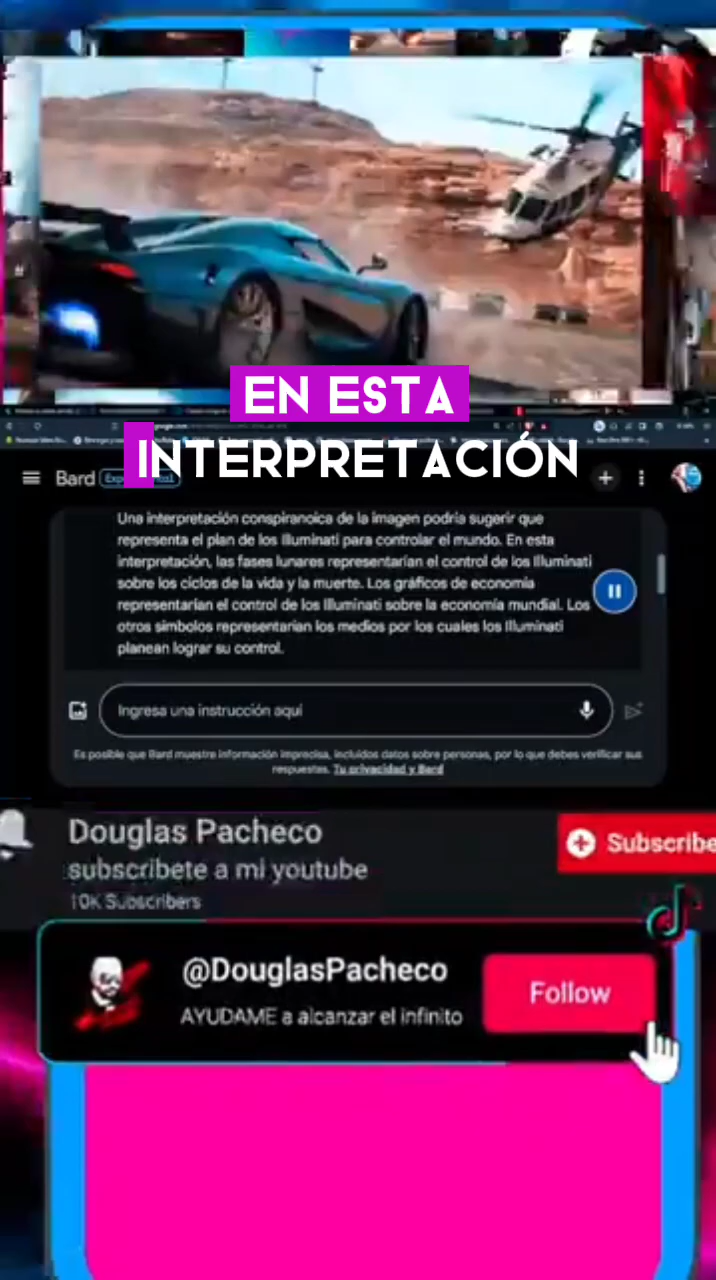 EN ESTA
INTERPRETACIÓN
Bard
Una interpretación conspiranoica de la imagen podría sugerir que
representa el plan de los Illuminati para controlar el mundo. En esta
interpretación, las fases lunares representarían el control de los Illuminati
sobre los ciclos de la vida y la muerte. Los gráficos de economía
representarían el control de los Illuminati sobre la economía mundial. Los
otros símbolos representarían los medios por los cuales los Illuminati
planean lograr su control.
Ingresa una instrucción aquí
Es posible que Bard muestre información imprecisa, incluidos datos sobre personas, por lo que debes verificar sus
respuestas. Tu privacidad y Bard
Douglas Pacheco
subscribete a mi youtube
10K Subscribers
Subscribe
@DouglasPacheco
AYUDAME a alcanzar el infinito
Follow